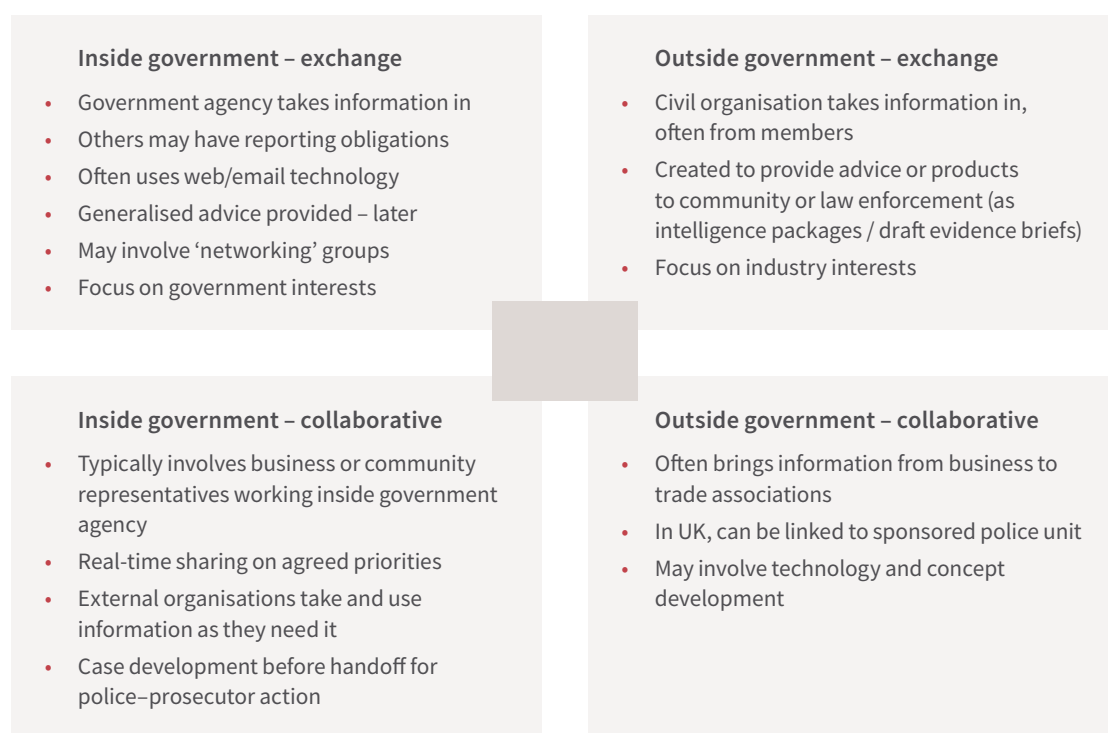 Inside government – exchange
• Government agency takes information in
• Others may have reporting obligations
• Often uses web/email technology
• Generalised advice provided – later
• May involve ‘networking’ groups
• Focus on government interests
Outside government – exchange
• Civil organisation takes information in,
often from members
• Created to provide advice or products
to community or law enforcement (as
intelligence packages / draft evidence briefs)
• Focus on industry interests
Inside government – collaborative
• Typically involves business or community
representatives working inside government
agency
• Real-time sharing on agreed priorities
• External organisations take and use
information as they need it
• Case development before handoff for
police–prosecutor action
Outside government – collaborative
• Often brings information from business to
trade associations
• In UK, can be linked to sponsored police unit
• May involve technology and concept
development